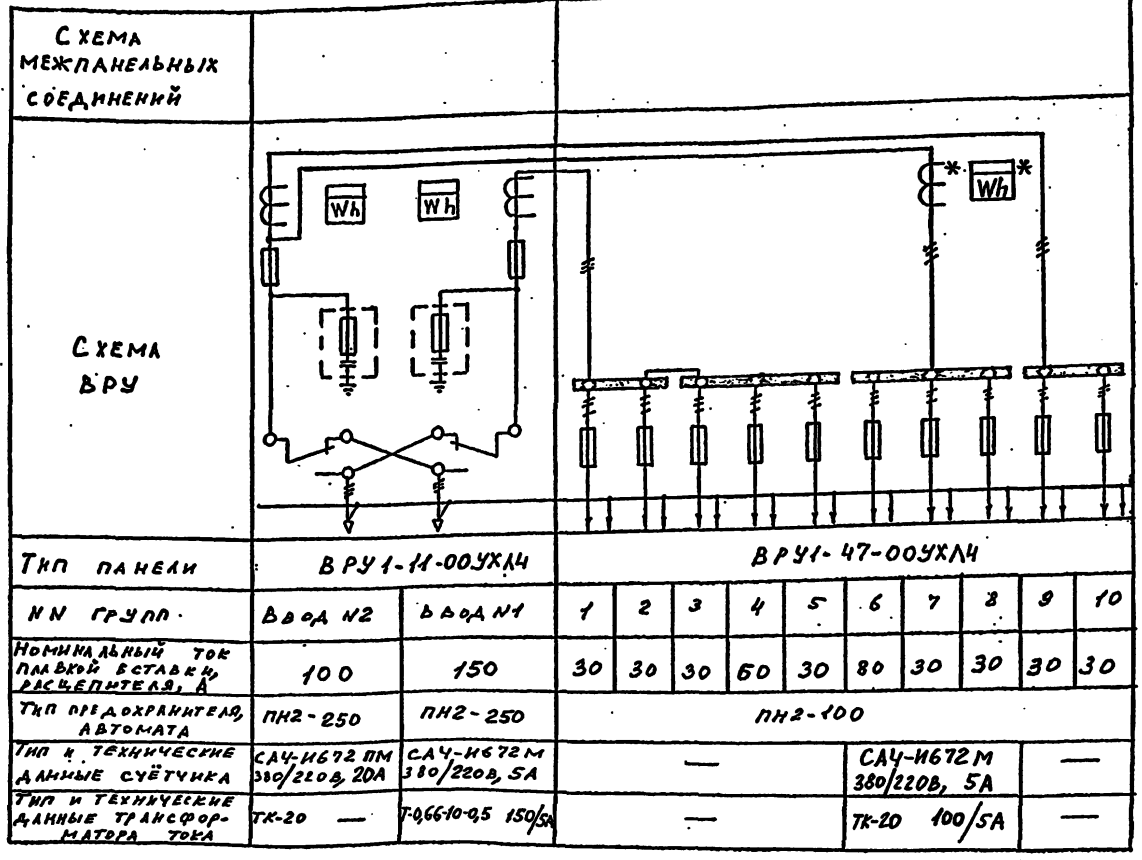 СХЕМА
МЕЖПАНЕЛЬНЫХ
СОЕДИНЕНИЙ
СХЕМА
ВРУ
Wh
Wh
* Wh *
ТИП ПАНЕЛИ
ВРУ1-11-00УХЛ4
ВРУ1-47-00УХЛ4
NN ГРУПП.
ВВОД N2
ВВОД N1
1 2 3 4 5 6 7 8 9 10
НОМИНАЛЬНЫЙ ТОК
ПЛАВКОЙ ВСТАВКИ,
РАСЦЕПИТЕЛЯ, А
100
150
30 30 30 60 30 80 30 30 30 30
ТИП ПРЕДОХРАНИТЕЛЯ,
АВТОМАТА
ПН2-250
ПН2-250
ПН2-100
ТИП И ТЕХНИЧЕСКИЕ
ДАННЫЕ СЧЁТЧИКА
САЧ-И672 ПМ
380/220В, 20А
САЧ-И672М
380/220В, 5А
—
САЧ-И672М
380/220В, 5А
—
ТИП И ТЕХНИЧЕСКИЕ
ДАННЫЕ ТРАНСФОР-
МАТОРА ТОКА
ТК-20 —
Т-0,66-10-0,5 150/5А
—
ТК-20 100/5А
—